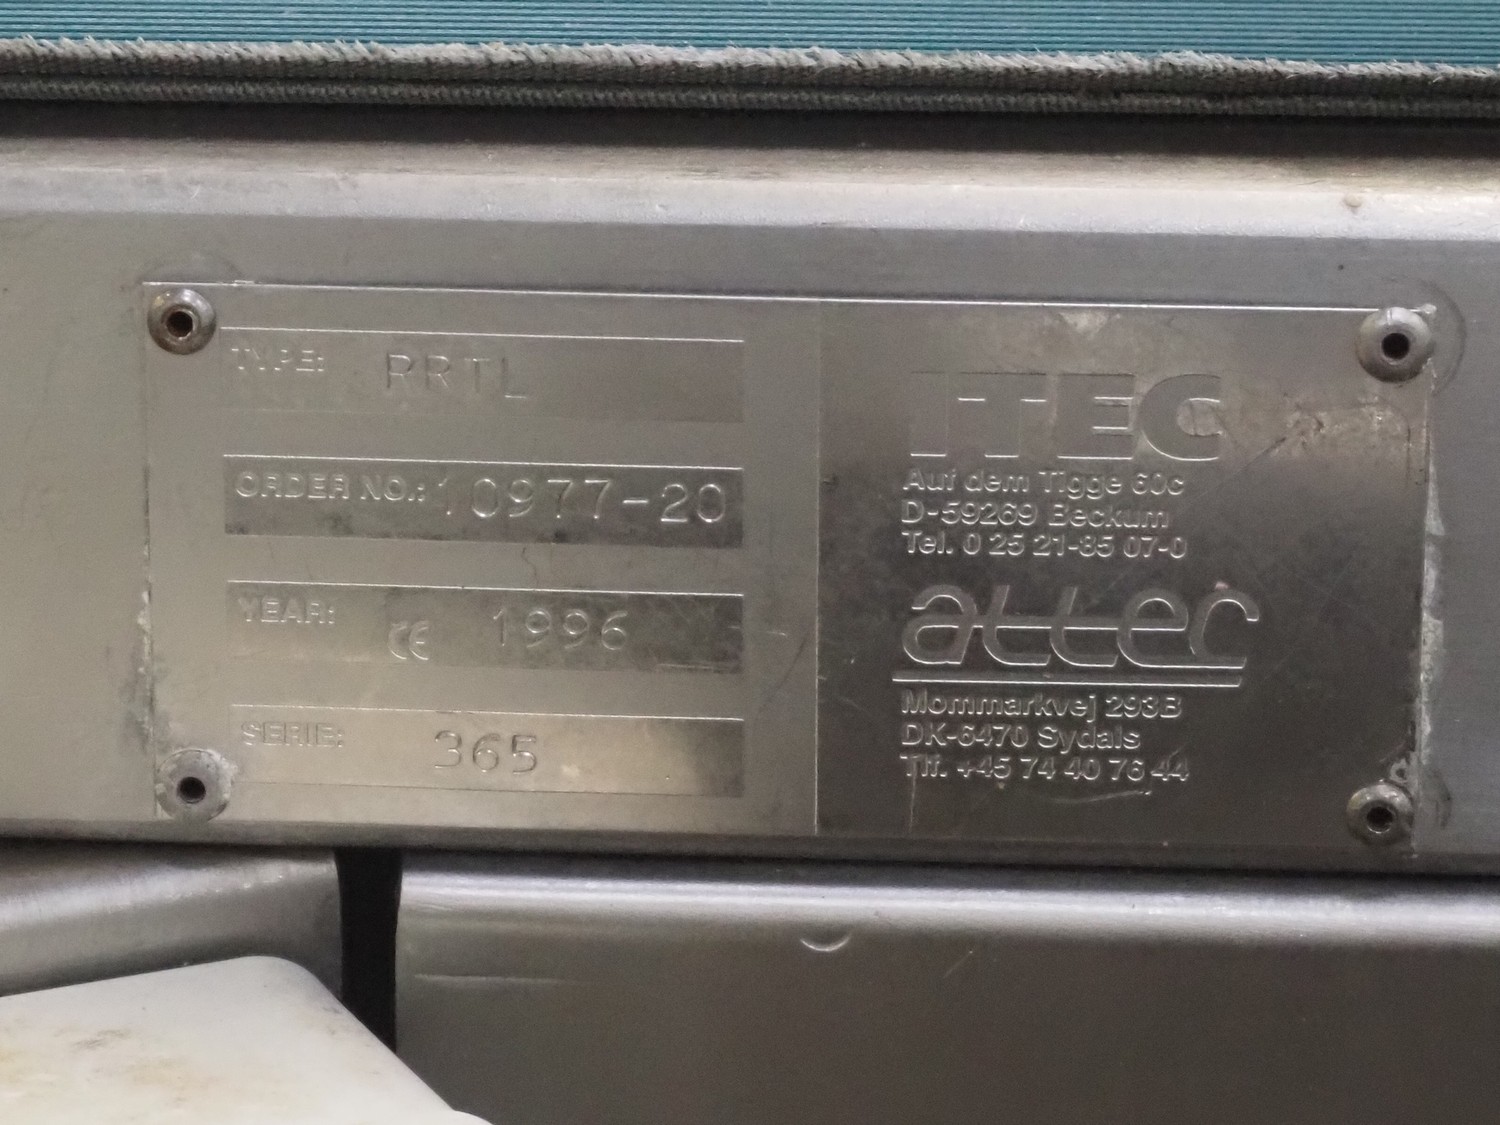 TYPE: RRTL
ORDER NO.: 10977-20
YEAR: CE 1996
SERIE: 365
ITEC
Auf dem Tigge 60c
D-59269 Beckum
Tel. 0 25 21-85 07-0
attec
Mommarkvej 293B
DK-6470 Sydals
Tlf. +45 74 40 76 44